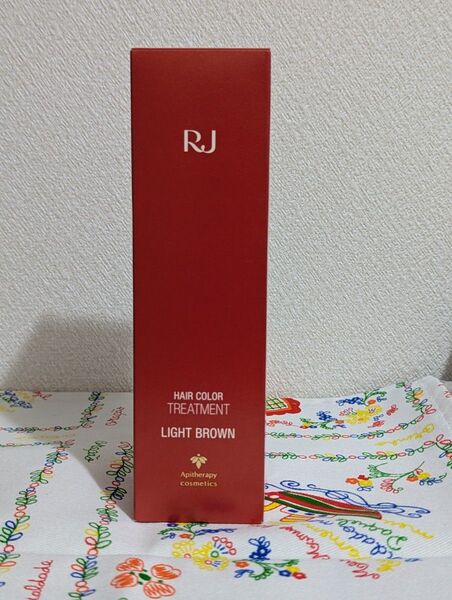 RJ
HAIR COLOR
TREATMENT
LIGHT BROWN
Apitherapy
cosmetics